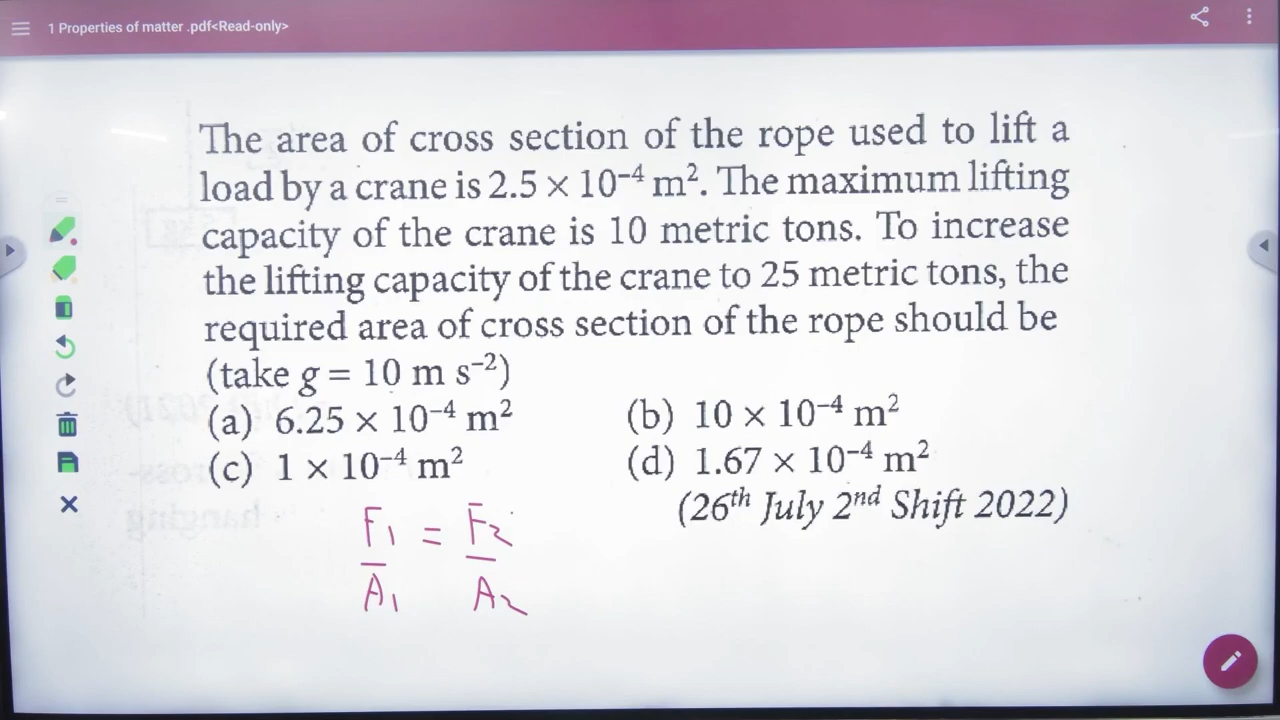 1 Properties of matter .pdf<Read-only>
The area of cross section of the rope used to lift a
load by a crane is 2.5 × 10⁻⁴ m². The maximum lifting
capacity of the crane is 10 metric tons. To increase
the lifting capacity of the crane to 25 metric tons, the
required area of cross section of the rope should be
(take g = 10 m s⁻²)
(a) 6.25 × 10⁻⁴ m² (b) 10 × 10⁻⁴ m²
(c) 1 × 10⁻⁴ m² (d) 1.67 × 10⁻⁴ m²
(26th July 2nd Shift 2022)
F₁ = F₂
A₁ A₂